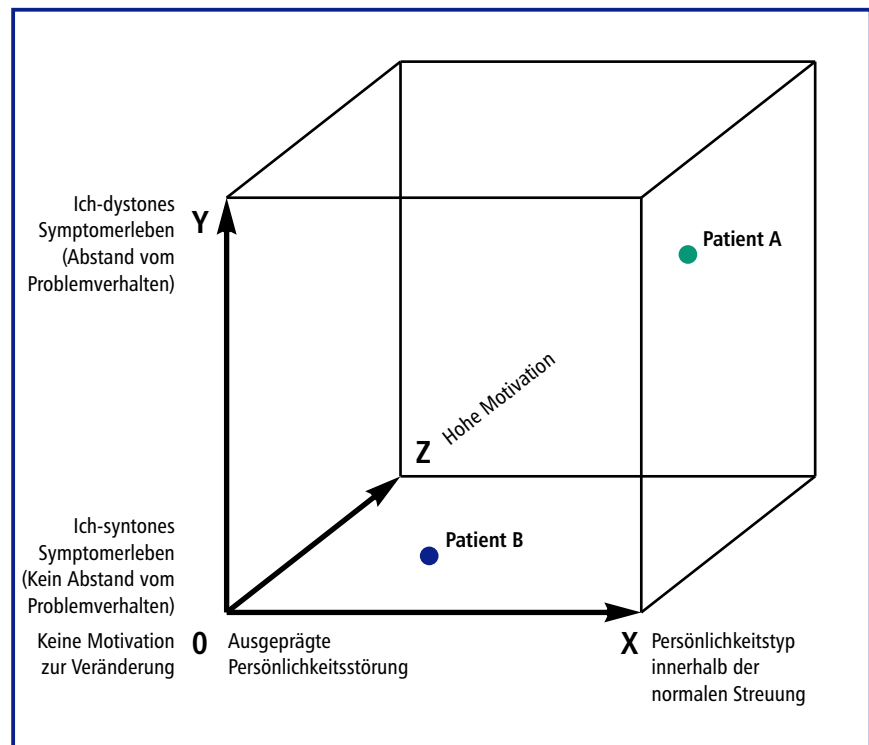 Ich-dystones
Symptomerleben
(Abstand vom
Problemverhalten)
Y
Patient A
Hohe Motivation
Z
Ich-syntones
Symptomerleben
(Kein Abstand vom
Problemverhalten)
Patient B
Keine Motivation
zur Veränderung
0
Ausgeprägte
Persönlichkeitsstörung
X
Persönlichkeitstyp
innerhalb der
normalen Streuung